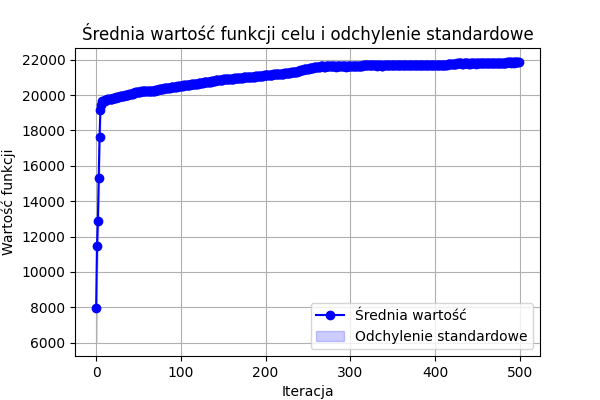 Średnia wartość funkcji celu i odchylenie standardowe
22000
20000
18000
16000
14000
12000
10000
8000
6000
Wartość funkcji
Średnia wartość
Odchylenie standardowe
0 100 200 300 400 500
Iteracja